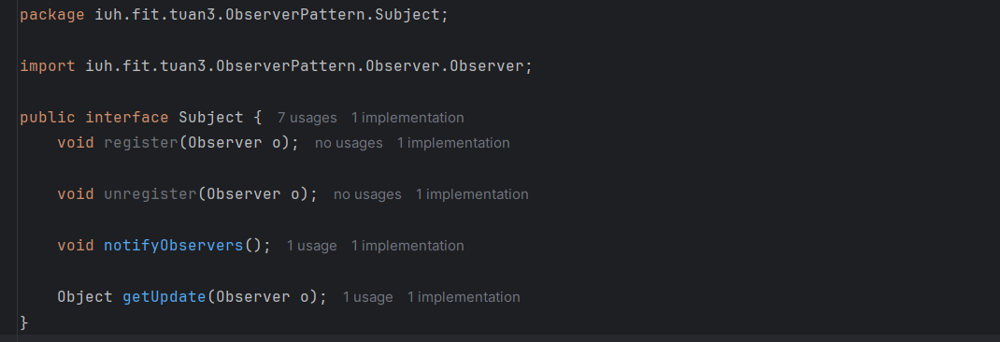 package iuh.fit.tuan3.ObserverPattern.Subject;
import iuh.fit.tuan3.ObserverPattern.Observer.Observer;
public interface Subject {  7 usages  1 implementation
void register(Observer o);  no usages  1 implementation
void unregister(Observer o);  no usages  1 implementation
void notifyObservers();  1 usage  1 implementation
Object getUpdate(Observer o);  1 usage  1 implementation
}